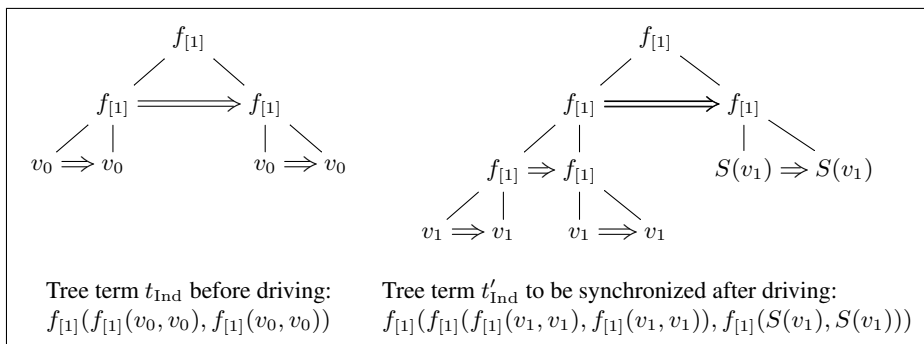 f[1] f[1]
f[1] ⇒ f[1] f[1] ⇒ f[1]
v0 ⇒ v0 v0 ⇒ v0 f[1] ⇒ f[1] S(v1) ⇒ S(v1)
v1 ⇒ v1 v1 ⇒ v1
Tree term tInd before driving: Tree term t′Ind to be synchronized after driving:
f[1](f[1](v0, v0), f[1](v0, v0)) f[1](f[1](f[1](v1, v1), f[1](v1, v1)), f[1](S(v1), S(v1)))